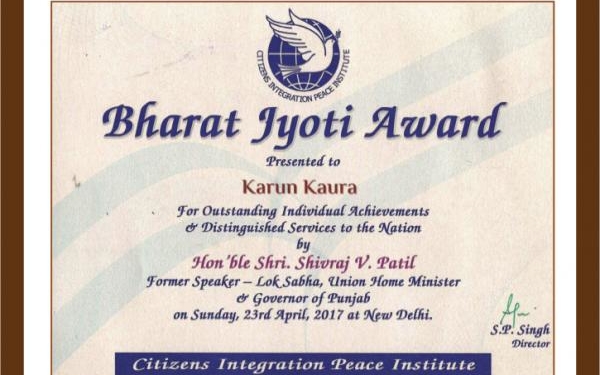 CITIZENS INTEGRATION PEACE INSTITUTE
Bharat Jyoti Award
Presented to
Karun Kaura
For Outstanding Individual Achievements
& Distinguished Services to the Nation
by
Hon'ble Shri. Shivraj V. Patil
Former Speaker – Lok Sabha, Union Home Minister
& Governor of Punjab
on Sunday, 23rd April, 2017 at New Delhi.
S.P. Singh
Director
Citizens Integration Peace Institute